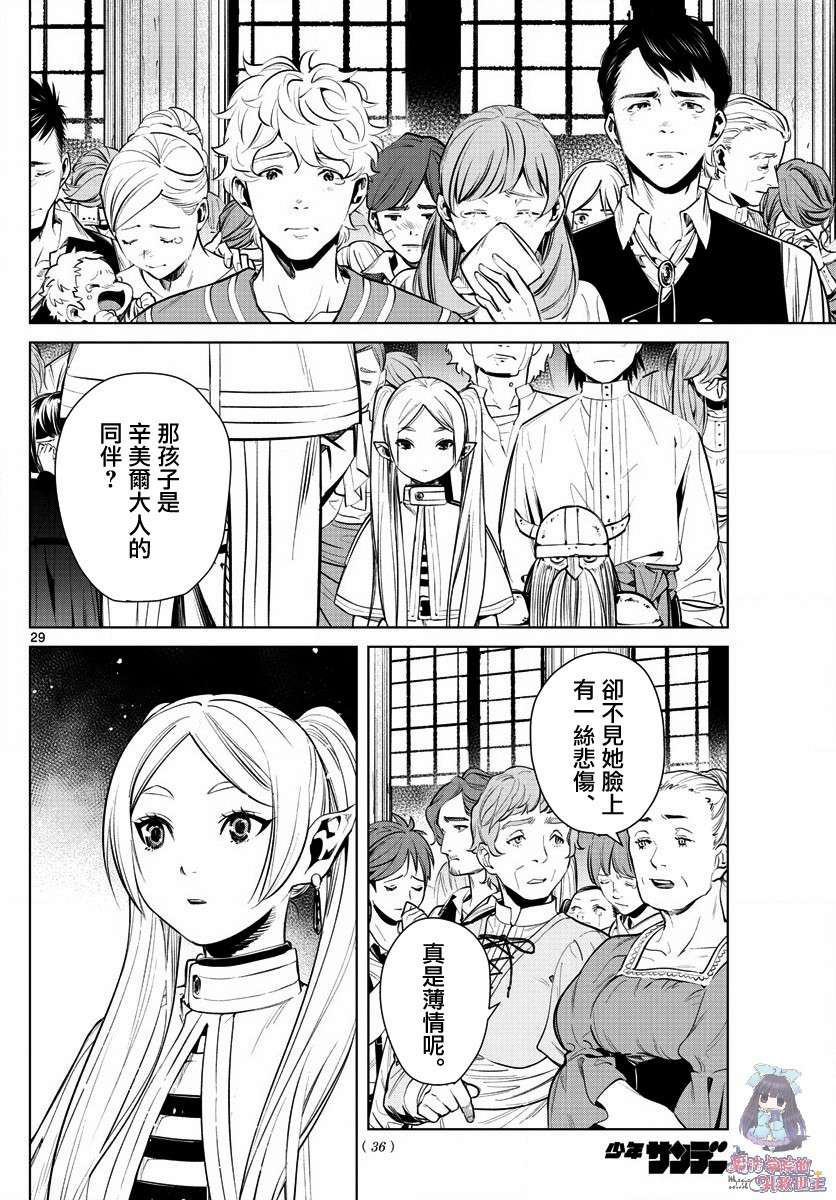 那孩子是
辛美爾大人的
同伴?
29
卻不見她臉上
有一絲悲傷、
真是薄情呢。
( 36 )
少年サンデー